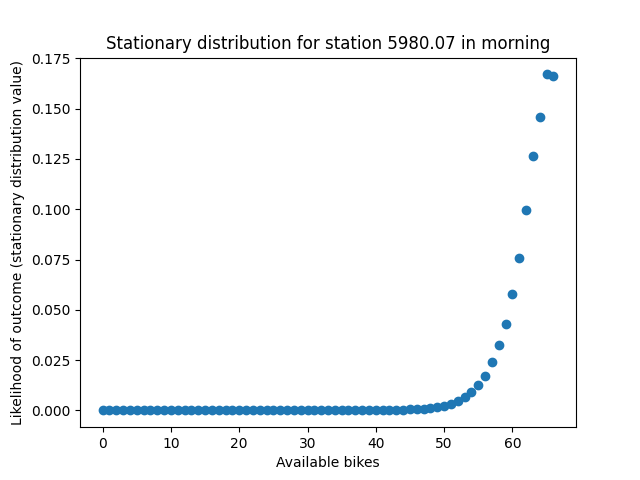 Stationary distribution for station 5980.07 in morning
0.175
0.150
0.125
0.100
0.075
0.050
0.025
0.000
Likelihood of outcome (stationary distribution value)
0 10 20 30 40 50 60
Available bikes